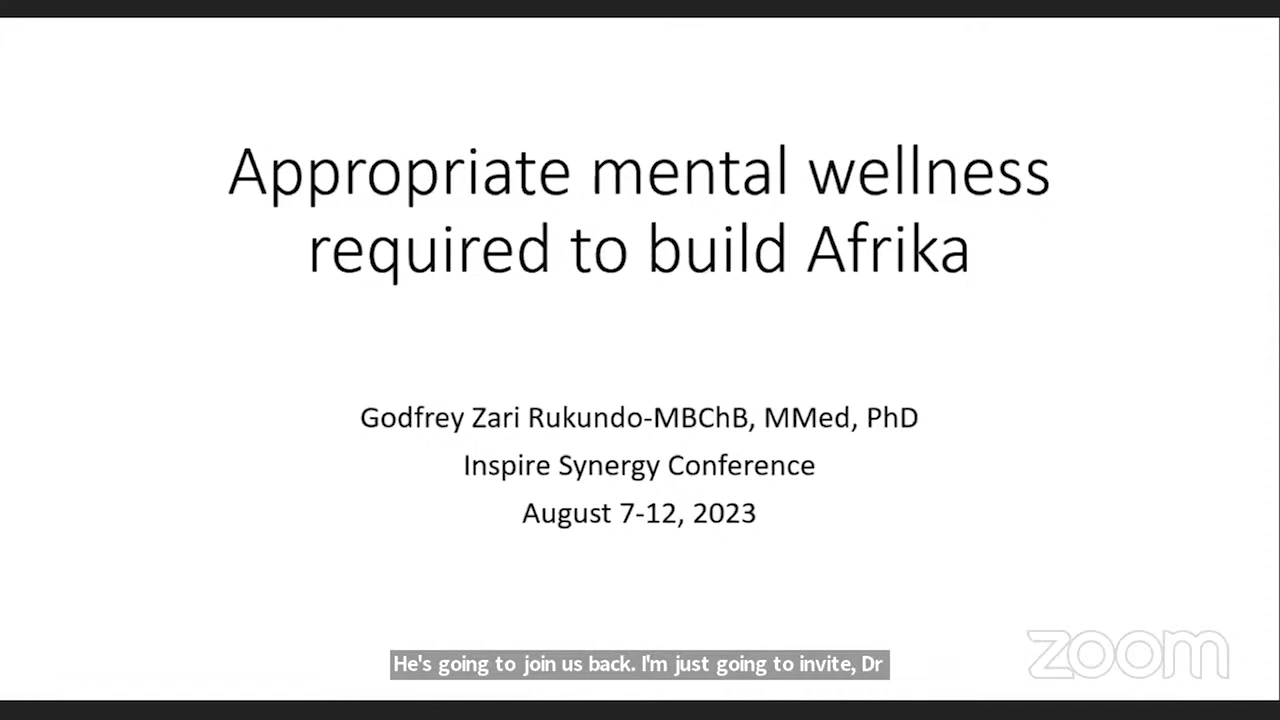 Appropriate mental wellness
required to build Afrika
Godfrey Zari Rukundo-MBChB, MMed, PhD
Inspire Synergy Conference
August 7-12, 2023
He's going to join us back. I'm just going to invite, Dr
zoom